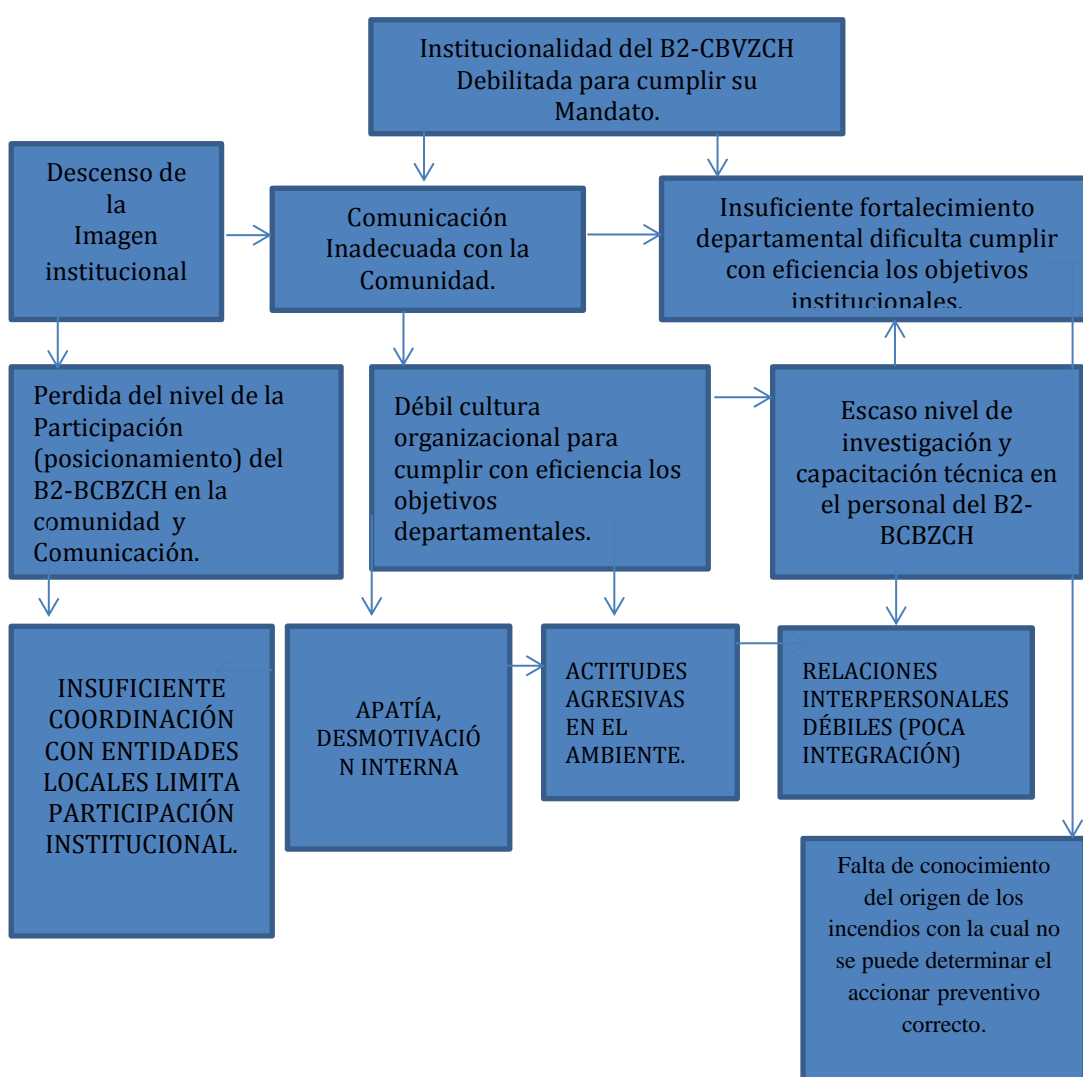 Institucionalidad del B2-CBVZCH
Debilitada para cumplir su
Mandato.
Descenso de
la
Imagen
institucional
Comunicación
Inadecuada con la
Comunidad.
Insuficiente fortalecimiento
departamental dificulta cumplir
con eficiencia los objetivos
institucionales.
Perdida del nivel de la
Participación
(posicionamiento) del
B2-BCBZCH en la
comunidad y
Comunicación.
Débil cultura
organizacional para
cumplir con eficiencia los
objetivos
departamentales.
Escaso nivel de
investigación y
capacitación técnica en
el personal del B2-
BCBZCH
INSUFICIENTE
COORDINACIÓN
CON ENTIDADES
LOCALES LIMITA
PARTICIPACIÓN
INSTITUCIONAL.
APATÍA,
DESMOTIVACIÓ
N INTERNA
ACTITUDES
AGRESIVAS
EN EL
AMBIENTE.
RELACIONES
INTERPERSONALES
DÉBILES (POCA
INTEGRACIÓN)
Falta de conocimiento
del origen de los
incendios con la cual no
se puede determinar el
accionar preventivo
correcto.